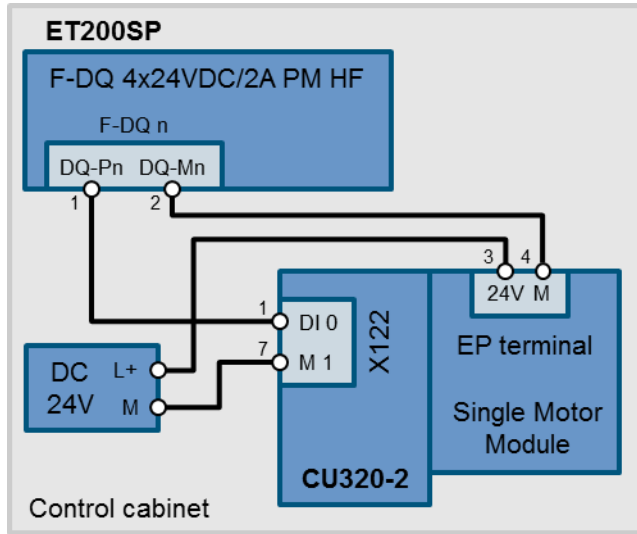 ET200SP
F-DQ 4x24VDC/2A PM HF
F-DQ n
DQ-Pn DQ-Mn
1 2
3 4
24V M
EP terminal
Single Motor
Module
1 DI 0
7 M 1
X122
CU320-2
DC
24V
L+
M
Control cabinet